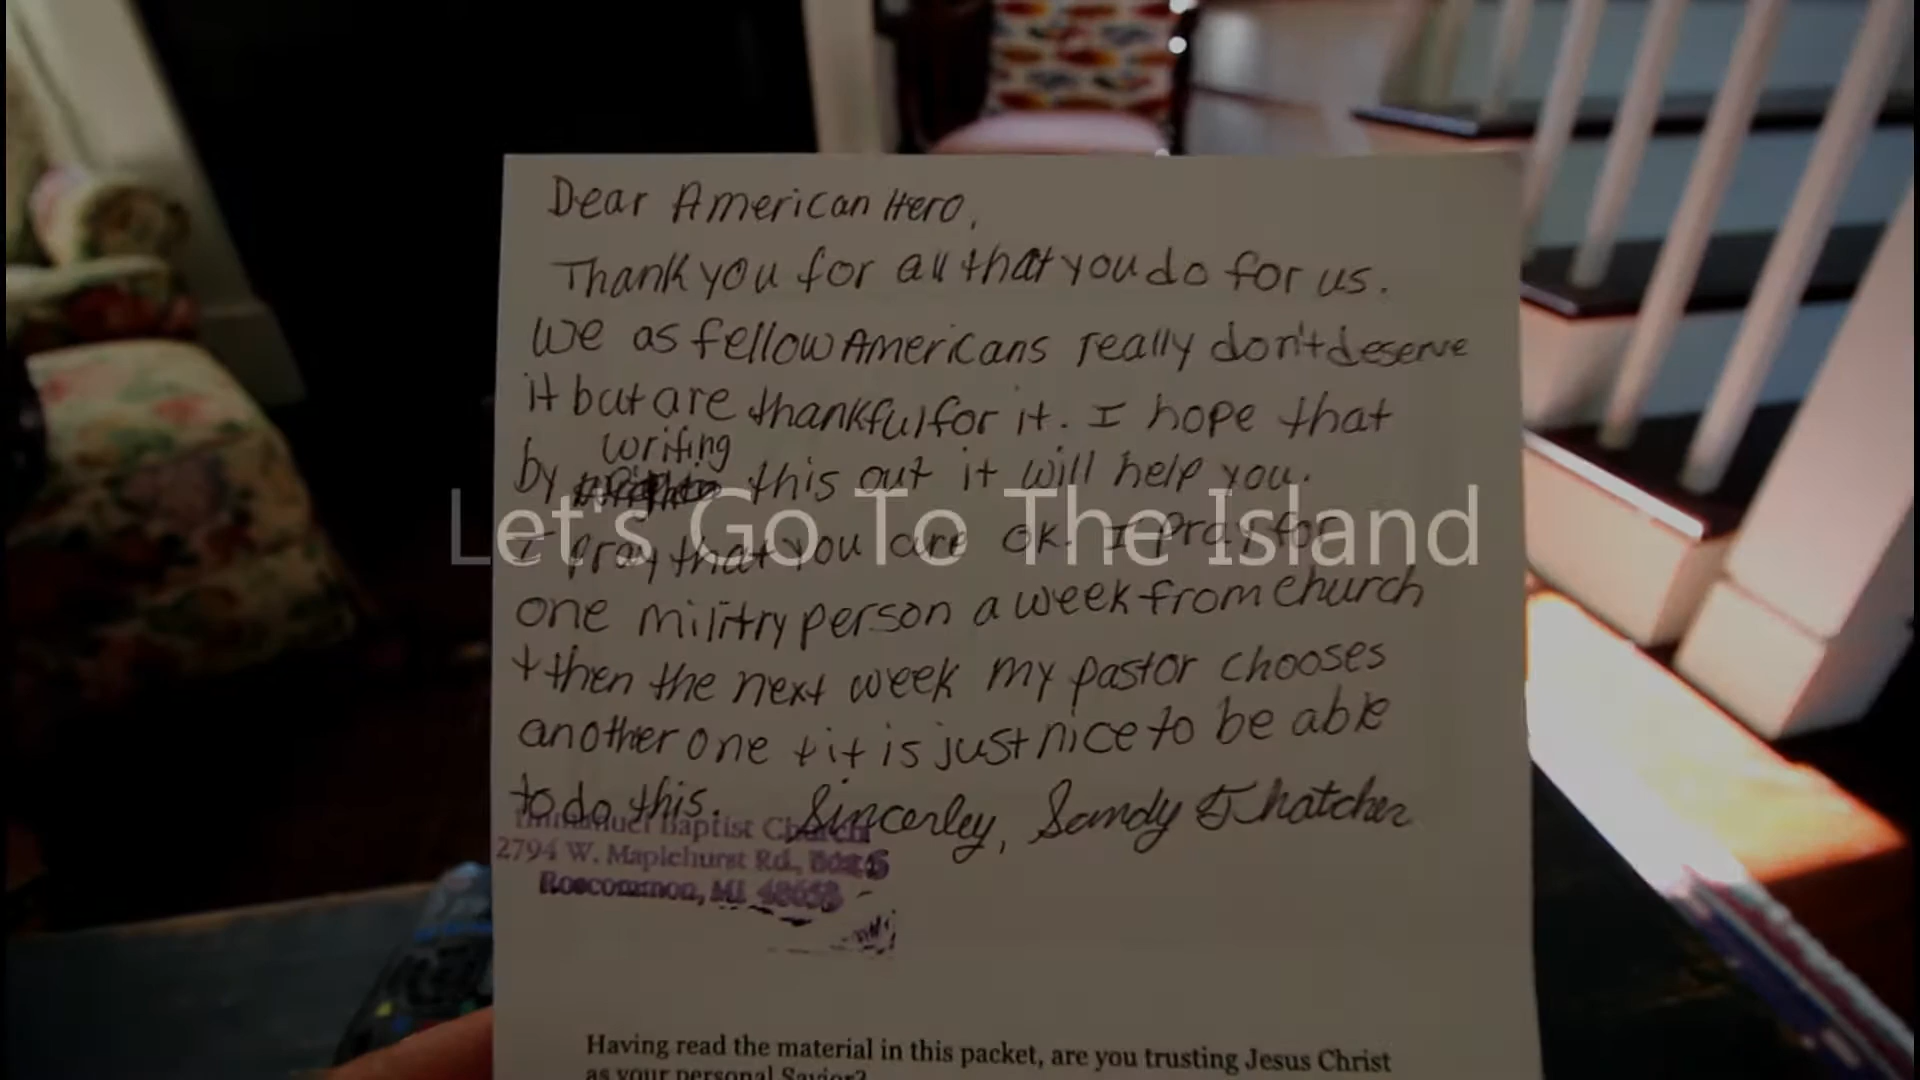 Dear American Hero,
Thank you for all that you do for us.
We as fellow Americans really don't deserve
it but are thankful for it. I hope that
writing
by this out it will help you.
Let's Go To The Island
I pray that you are ok. I Pray for
one militry person a week from church
+ then the next week my pastor chooses
another one + it is just nice to be able
to do this. Sincerley, Sandy Thatcher
Immanuel Baptist Church
2794 W. Maplehurst Rd.,
Roscommon, MI 48653
Having read the material in this packet, are you trusting Jesus Christ
as your personal Savior?